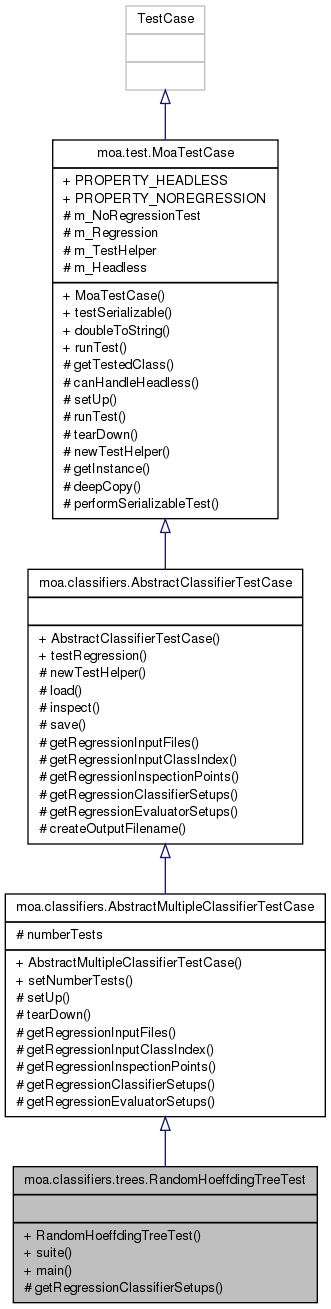 TestCase
moa.test.MoaTestCase
+ PROPERTY_HEADLESS
+ PROPERTY_NOREGRESSION
# m_NoRegressionTest
# m_Regression
# m_TestHelper
# m_Headless
+ MoaTestCase()
+ testSerializable()
+ doubleToString()
+ runTest()
# getTestedClass()
# canHandleHeadless()
# setUp()
# runTest()
# tearDown()
# newTestHelper()
# getInstance()
# deepCopy()
# performSerializableTest()
moa.classifiers.AbstractClassifierTestCase
+ AbstractClassifierTestCase()
+ testRegression()
# newTestHelper()
# load()
# inspect()
# save()
# getRegressionInputFiles()
# getRegressionInputClassIndex()
# getRegressionInspectionPoints()
# getRegressionClassifierSetups()
# getRegressionEvaluatorSetups()
# createOutputFilename()
moa.classifiers.AbstractMultipleClassifierTestCase
# numberTests
+ AbstractMultipleClassifierTestCase()
+ setNumberTests()
# setUp()
# tearDown()
# getRegressionInputFiles()
# getRegressionInputClassIndex()
# getRegressionInspectionPoints()
# getRegressionClassifierSetups()
# getRegressionEvaluatorSetups()
moa.classifiers.trees.RandomHoeffdingTreeTest
+ RandomHoeffdingTreeTest()
+ suite()
+ main()
# getRegressionClassifierSetups()